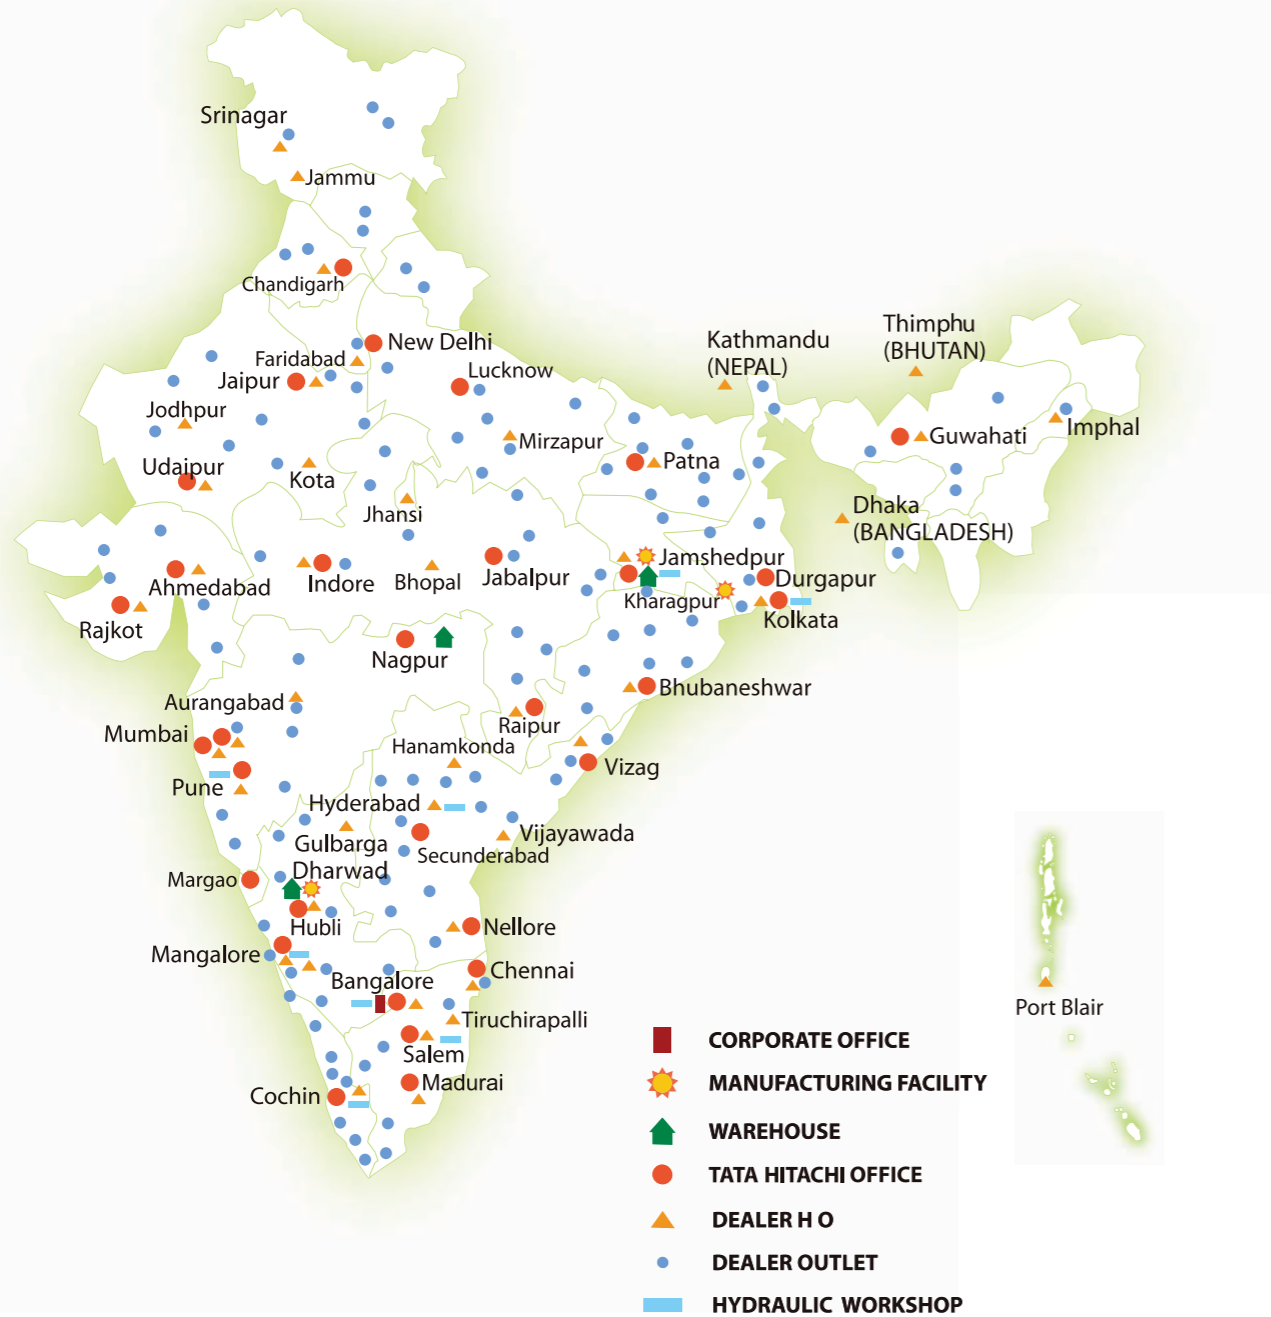 Srinagar
Jammu
Chandigarh
New Delhi
Faridabad
Jaipur
Lucknow
Kathmandu
(NEPAL)
Thimphu
(BHUTAN)
Jodhpur
Mirzapur
Guwahati
Imphal
Udaipur
Kota
Patna
Jhansi
Dhaka
(BANGLADESH)
Ahmedabad
Indore
Bhopal
Jabalpur
Jamshedpur
Durgapur
Kharagpur
Kolkata
Rajkot
Nagpur
Bhubaneshwar
Aurangabad
Raipur
Mumbai
Hanamkonda
Vizag
Pune
Hyderabad
Gulbarga
Vijayawada
Secunderabad
Dharwad
Margao
Hubli
Nellore
Mangalore
Chennai
Bangalore
Port Blair
Tiruchirapalli
Salem
Madurai
Cochin
CORPORATE OFFICE
MANUFACTURING FACILITY
WAREHOUSE
TATA HITACHI OFFICE
DEALER H O
DEALER OUTLET
HYDRAULIC WORKSHOP